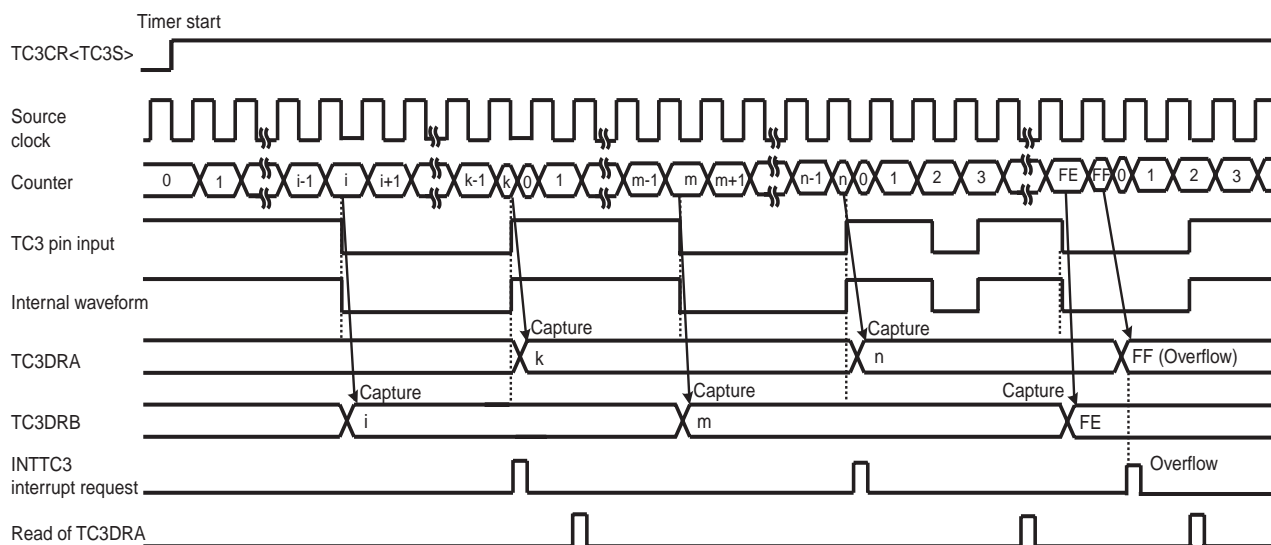 Timer start
TC3CR<TC3S>
Source
clock
Counter
0 1 i-1 i i+1 k-1 k 0 1 m-1 m m+1 n-1 n 0 1 2 3 FE FF 0 1 2 3
TC3 pin input
Internal waveform
Capture Capture
TC3DRA
k n FF (Overflow)
Capture Capture Capture
TC3DRB
i m FE
INTTC3
interrupt request
Overflow
Read of TC3DRA